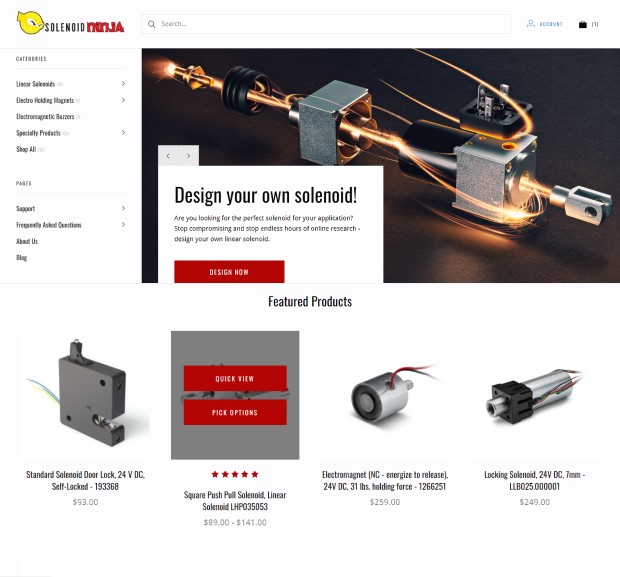 SOLENOID NINJA
Search...
ACCOUNT
(1)
CATEGORIES
Linear Solenoids
Electro Holding Magnets
Electromagnetic Buzzers
Specialty Products
Shop All
PAGES
Support
Frequently Asked Questions
About Us
Blog
Design your own solenoid!
Are you looking for the perfect solenoid for your application?
Stop compromising and stop endless hours of online research -
design your own linear solenoid.
DESIGN NOW
Featured Products
QUICK VIEW
PICK OPTIONS
Standard Solenoid Door Lock, 24 V DC,
Self-Locked - 193368
$93.00
Square Push Pull Solenoid, Linear
Solenoid LHP035053
$89.00 - $141.00
Electromagnet (NC - energize to release),
24V DC, 31 lbs. holding force - 1266251
$259.00
Locking Solenoid, 24V DC, 7mm -
LLB025.000001
$249.00